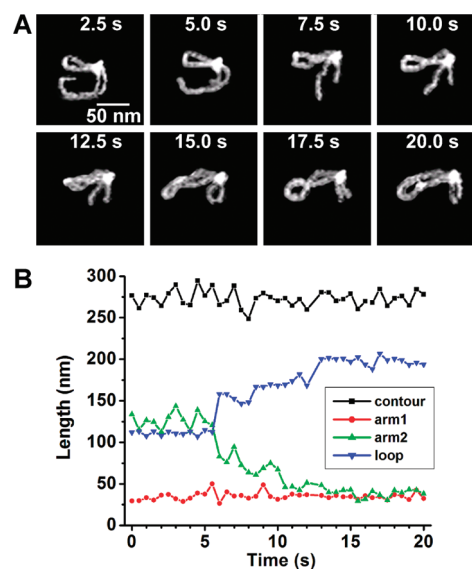 A
2.5 s 5.0 s 7.5 s 10.0 s
50 nm
12.5 s 15.0 s 17.5 s 20.0 s
B
300
250
200
150
100
50
0
Length (nm)
contour
arm1
arm2
loop
0 5 10 15 20
Time (s)